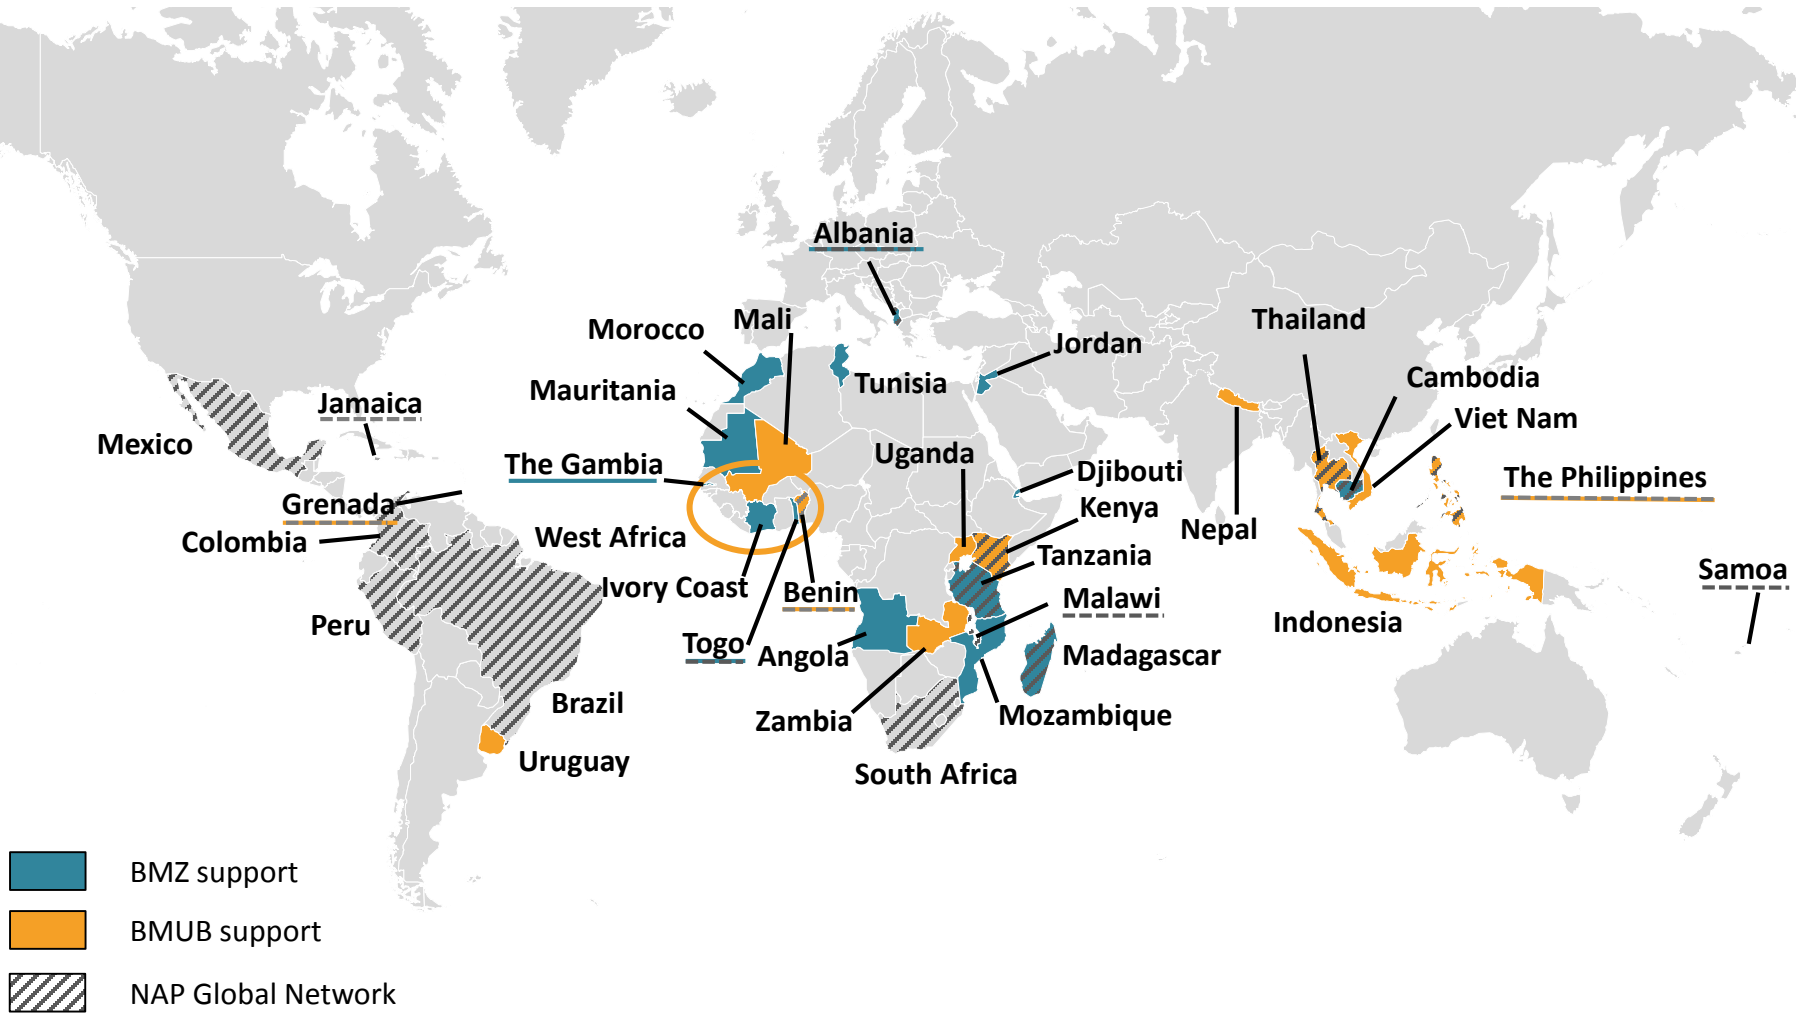 Albania
Mali
Morocco
Thailand
Jordan
Cambodia
Tunisia
Mauritania
Jamaica
Viet Nam
Mexico
Uganda
The Gambia
Djibouti
The Philippines
Grenada
Kenya
Nepal
West Africa
Colombia
Tanzania
Samoa
Ivory Coast
Benin
Malawi
Peru
Indonesia
Togo
Angola
Madagascar
Brazil
Zambia
Mozambique
Uruguay
South Africa
BMZ support
BMUB support
NAP Global Network